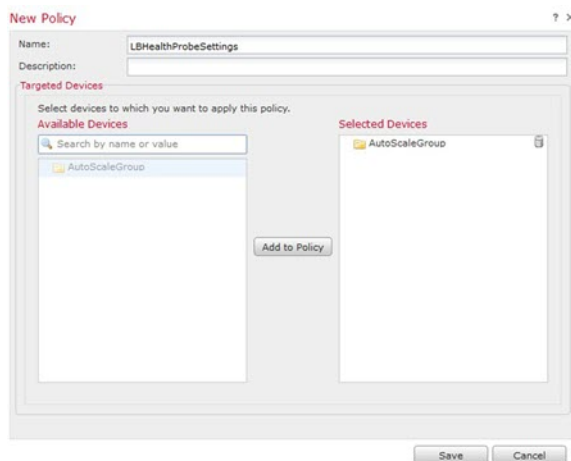 New Policy
? ×
Name:
LBHealthProbeSettings
Description:
Targeted Devices
Select devices to which you want to apply this policy.
Available Devices
Selected Devices
Search by name or value
AutoScaleGroup
AutoScaleGroup
Add to Policy
Save
Cancel